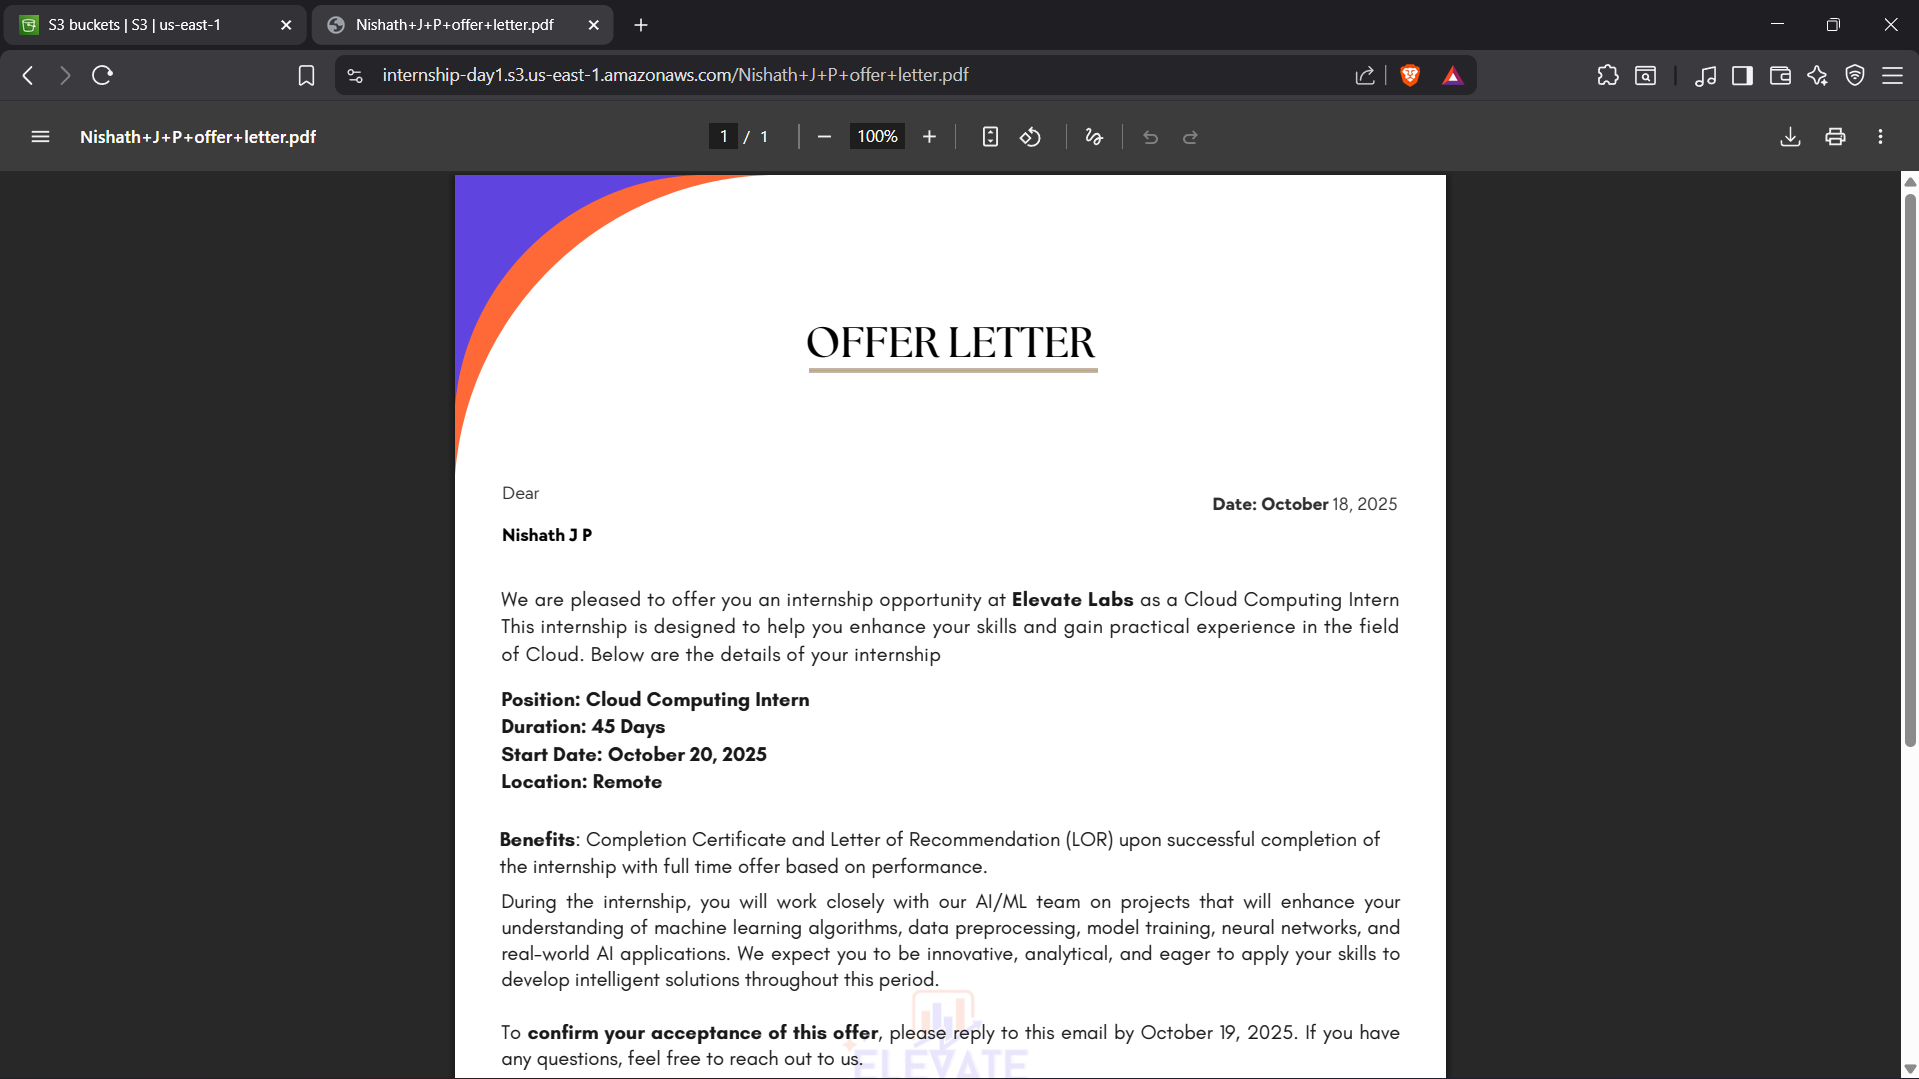 S3 buckets | S3 | us-east-1
Nishath+J+P+offer+letter.pdf
internship-day1.s3.us-east-1.amazonaws.com/Nishath+J+P+offer+letter.pdf
Nishath+J+P+offer+letter.pdf
1 / 1
100%
OFFER LETTER
Dear
Date: October 18, 2025
Nishath J P
We are pleased to offer you an internship opportunity at Elevate Labs as a Cloud Computing Intern
This internship is designed to help you enhance your skills and gain practical experience in the field
of Cloud. Below are the details of your internship
Position: Cloud Computing Intern
Duration: 45 Days
Start Date: October 20, 2025
Location: Remote
Benefits: Completion Certificate and Letter of Recommendation (LOR) upon successful completion of
the internship with full time offer based on performance.
During the internship, you will work closely with our AI/ML team on projects that will enhance your
understanding of machine learning algorithms, data preprocessing, model training, neural networks, and
real-world AI applications. We expect you to be innovative, analytical, and eager to apply your skills to
develop intelligent solutions throughout this period.
To confirm your acceptance of this offer, please reply to this email by October 19, 2025. If you have
any questions, feel free to reach out to us.
ELEVATE